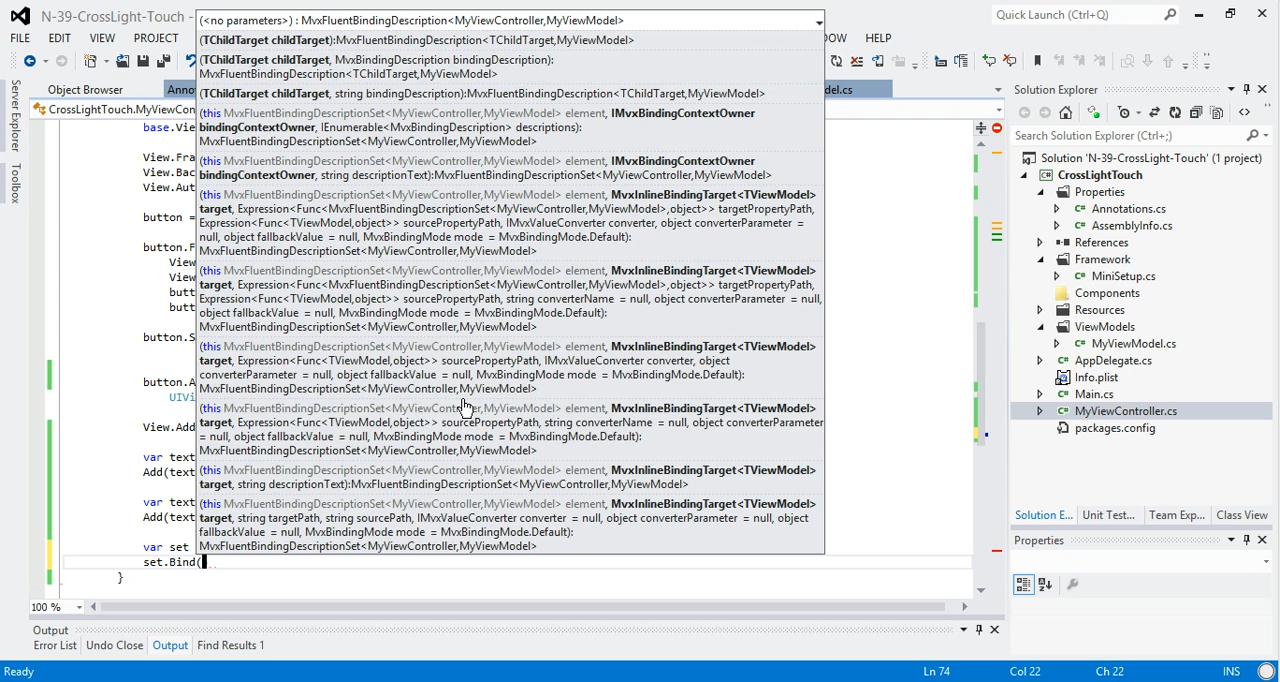 N-39-CrossLight-Touch -
Quick Launch (Ctrl+Q)
FILE EDIT VIEW PROJECT
OW HELP
Object Browser
Anno
del.cs
CrossLightTouch.MyViewCon
Server Explorer
Toolbox
(<no parameters>) : MvxFluentBindingDescription<MyViewController,MyViewModel>
(TChildTarget childTarget):MvxFluentBindingDescription<TChildTarget,MyViewModel>
(TChildTarget childTarget, MvxBindingDescription bindingDescription):
MvxFluentBindingDescription<TChildTarget,MyViewModel>
(TChildTarget childTarget, string bindingDescription):MvxFluentBindingDescription<TChildTarget,MyViewModel>
(this MvxFluentBindingDescriptionSet<MyViewController,MyViewModel> element, IMvxBindingContextOwner
bindingContextOwner, IEnumerable<MvxBindingDescription> descriptions):
MvxFluentBindingDescriptionSet<MyViewController,MyViewModel>
(this MvxFluentBindingDescriptionSet<MyViewController,MyViewModel> element, IMvxBindingContextOwner
bindingContextOwner, string descriptionText):MvxFluentBindingDescriptionSet<MyViewController,MyViewModel>
(this MvxFluentBindingDescriptionSet<MyViewController,MyViewModel> element, MvxInlineBindingTarget<TViewModel>
target, Expression<Func<MvxFluentBindingDescriptionSet<MyViewController,MyViewModel>,object>> targetPropertyPath,
Expression<Func<TViewModel,object>> sourcePropertyPath, IMvxValueConverter converter, object converterParameter =
null, object fallbackValue = null, MvxBindingMode mode = MvxBindingMode.Default):
MvxFluentBindingDescriptionSet<MyViewController,MyViewModel>
(this MvxFluentBindingDescriptionSet<MyViewController,MyViewModel> element, MvxInlineBindingTarget<TViewModel>
target, Expression<Func<MvxFluentBindingDescriptionSet<MyViewController,MyViewModel>,object>> targetPropertyPath,
Expression<Func<TViewModel,object>> sourcePropertyPath, string converterName = null, object converterParameter = null,
object fallbackValue = null, MvxBindingMode mode = MvxBindingMode.Default):
MvxFluentBindingDescriptionSet<MyViewController,MyViewModel>
(this MvxFluentBindingDescriptionSet<MyViewController,MyViewModel> element, MvxInlineBindingTarget<TViewModel>
target, Expression<Func<TViewModel,object>> sourcePropertyPath, IMvxValueConverter converter, object
converterParameter = null, object fallbackValue = null, MvxBindingMode mode = MvxBindingMode.Default):
MvxFluentBindingDescriptionSet<MyViewController,MyViewModel>
(this MvxFluentBindingDescriptionSet<MyViewController,MyViewModel> element, MvxInlineBindingTarget<TViewModel>
target, Expression<Func<TViewModel,object>> sourcePropertyPath, string converterName = null, object converterParameter
= null, object fallbackValue = null, MvxBindingMode mode = MvxBindingMode.Default):
MvxFluentBindingDescriptionSet<MyViewController,MyViewModel>
(this MvxFluentBindingDescriptionSet<MyViewController,MyViewModel> element, MvxInlineBindingTarget<TViewModel>
target, string descriptionText):MvxFluentBindingDescriptionSet<MyViewController,MyViewModel>
(this MvxFluentBindingDescriptionSet<MyViewController,MyViewModel> element, MvxInlineBindingTarget<TViewModel>
target, string targetPath, string sourcePath, IMvxValueConverter converter = null, object converterParameter = null, object
fallbackValue = null, MvxBindingMode mode = MvxBindingMode.Default):
MvxFluentBindingDescriptionSet<MyViewController,MyViewModel>
base.View
View.Fra
View.Bac
View.Aut
button =
button.F
View
View
butt
butt
button.S
button.A
UIVi
View.Add
var text
Add(text
var text
Add(text
var set
set.Bind(
}
100 %
Solution Explorer
Search Solution Explorer (Ctrl+;)
Solution 'N-39-CrossLight-Touch' (1 project)
CrossLightTouch
Properties
Annotations.cs
AssemblyInfo.cs
References
Framework
MiniSetup.cs
Components
Resources
ViewModels
MyViewModel.cs
AppDelegate.cs
Info.plist
Main.cs
MyViewController.cs
packages.config
Solution E... Unit Test... Team Exp... Class View
Properties
Output
Error List Undo Close Output Find Results 1
Ready Ln 74 Col 22 Ch 22 INS